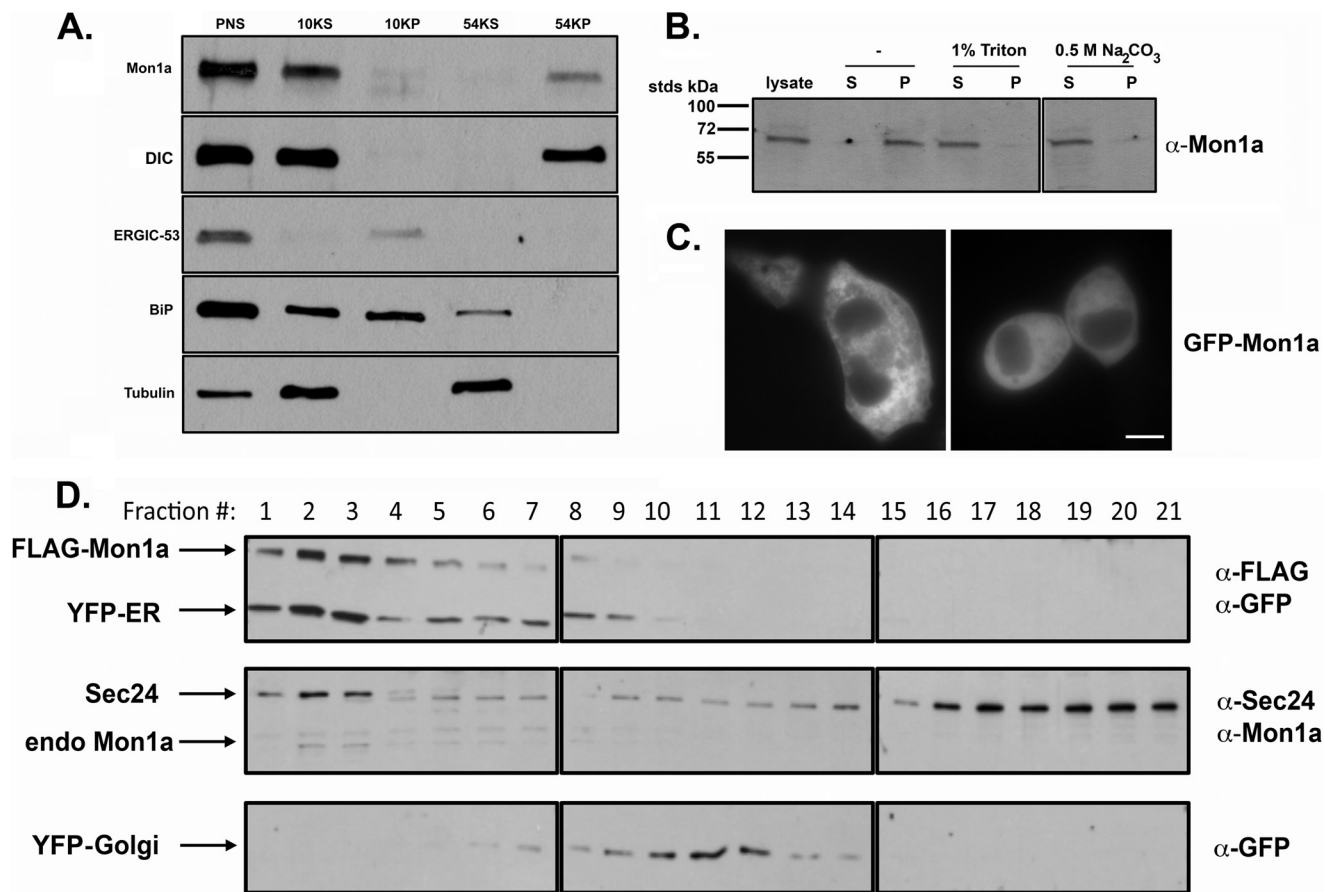 A.
PNS 10KS 10KP 54KS 54KP
Mon1a
DIC
ERGIC-53
BiP
Tubulin
B.
- 1% Triton 0.5 M Na2CO3
stds kDa lysate S P S P S P
100
72
55
α-Mon1a
C.
GFP-Mon1a
D.
Fraction #: 1 2 3 4 5 6 7 8 9 10 11 12 13 14 15 16 17 18 19 20 21
FLAG-Mon1a
YFP-ER
α-FLAG
α-GFP
Sec24
endo Mon1a
α-Sec24
α-Mon1a
YFP-Golgi
α-GFP